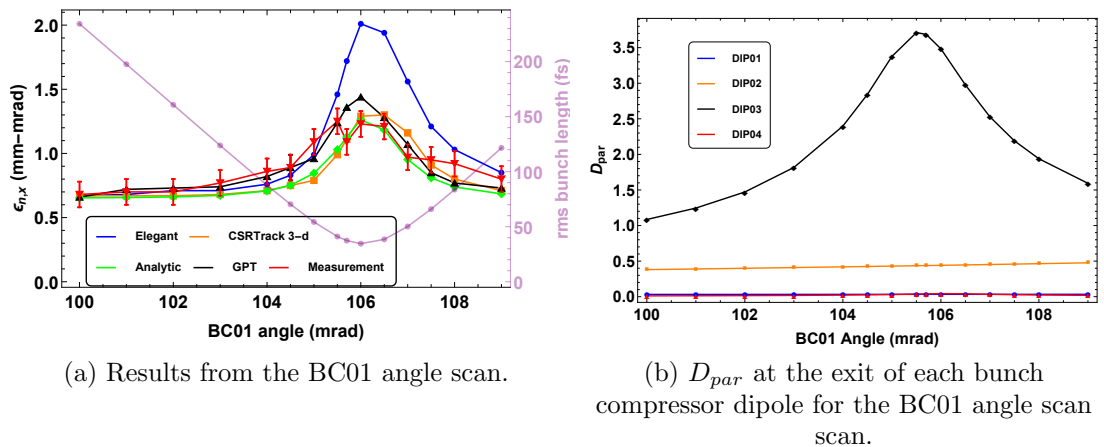 2.0
1.5
1.0
0.5
0.0
ϵn,x (mm-mrad)
200
150
100
50
0
rms bunch length (fs)
Elegant
CSRTrack 3-d
Analytic
GPT
Measurement
100
102
104
106
108
BC01 angle (mrad)
(a) Results from the BC01 angle scan.
3.5
3.0
2.5
2.0
1.5
1.0
0.5
0.0
Dpar
DIP01
DIP02
DIP03
DIP04
100
102
104
106
108
BC01 Angle (mrad)
(b) Dpar at the exit of each bunch
compressor dipole for the BC01 angle scan
scan.